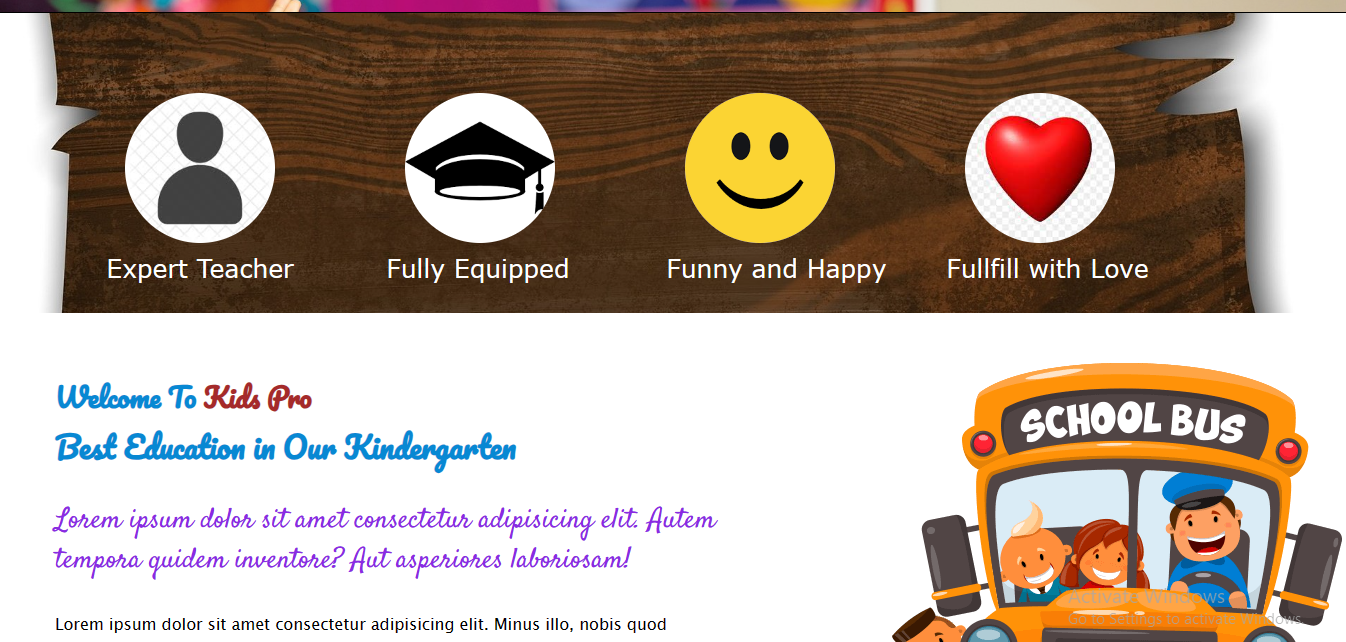 Expert Teacher
Fully Equipped
Funny and Happy
Fullfill with Love
Welcome To Kids Pro
Best Education in Our Kindergarten
SCHOOL BUS
Lorem ipsum dolor sit amet consectetur adipisicing elit. Autem
tempora quidem inventore? Aut asperiores laboriosam!
Lorem ipsum dolor sit amet consectetur adipisicing elit. Minus illo, nobis quod
Activate Windows
Go to Settings to activate Windows.